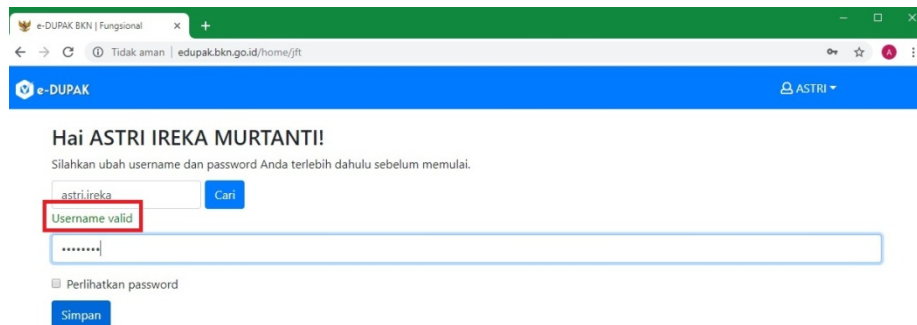 e-DUPAK BKN | Fungsional
Tidak aman | edupak.bkn.go.id/home/jft
A
e-DUPAK
ASTRI
Hai ASTRI IREKA MURTANTI!
Silahkan ubah username dan password Anda terlebih dahulu sebelum memulai.
astri.ireka Cari
Username valid
••••••••
Perlihatkan password
Simpan